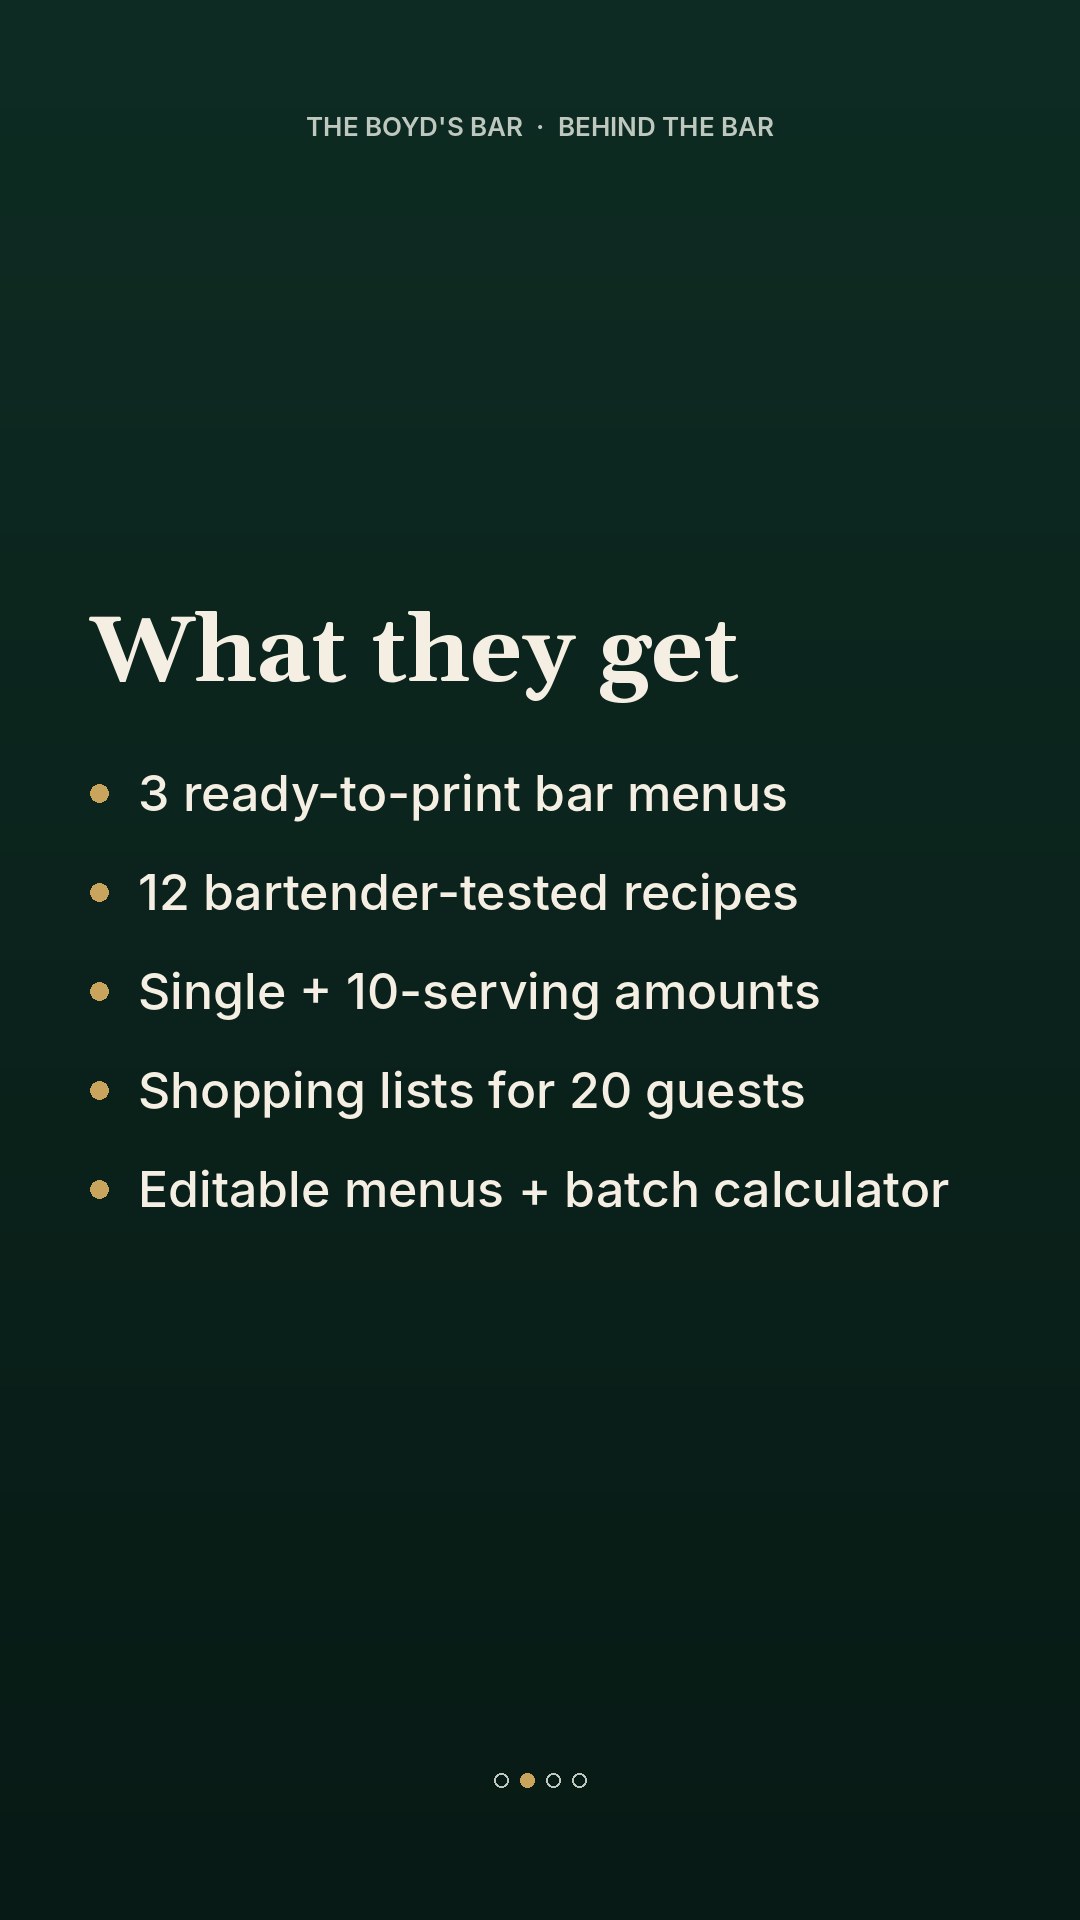 THE BOYD'S BAR · BEHIND THE BAR
What they get
3 ready-to-print bar menus
12 bartender-tested recipes
Single + 10-serving amounts
Shopping lists for 20 guests
Editable menus + batch calculator